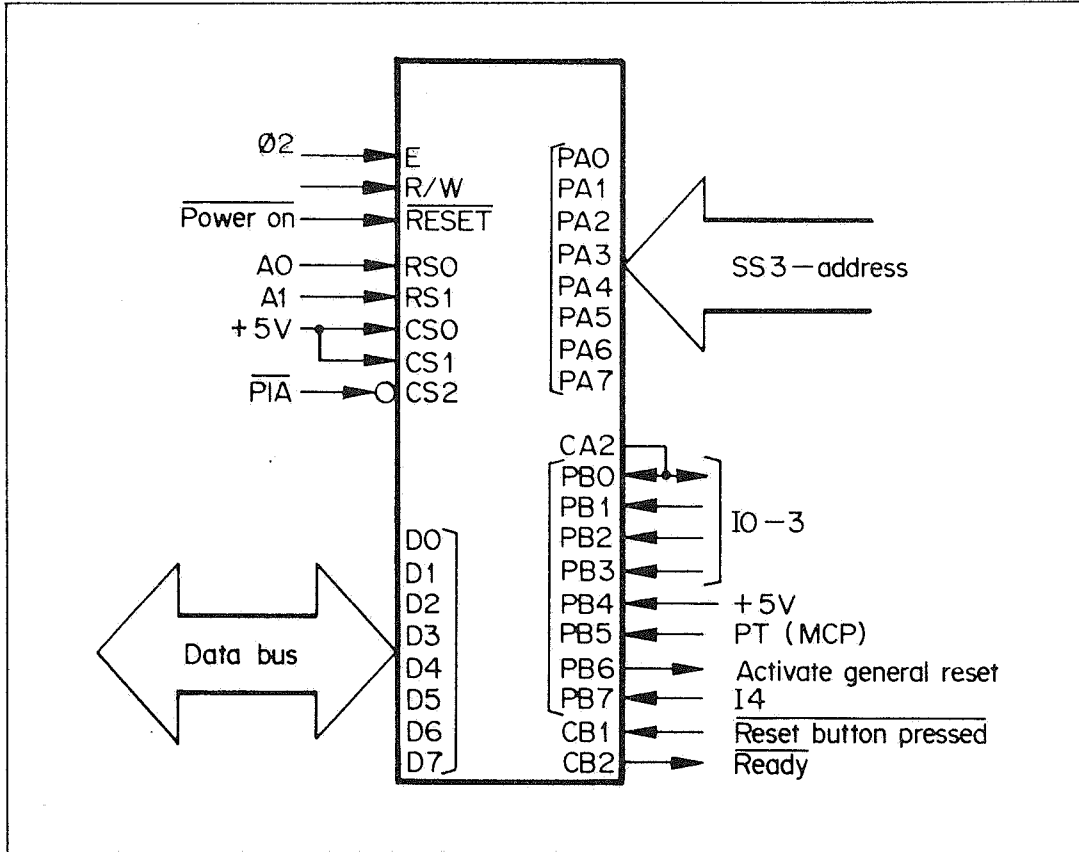 Ø2
E
R/W
Power on
RESET
A0
RS0
A1
RS1
+5V
CS0
CS1
PIA
CS2
D0
D1
D2
D3
D4
D5
D6
D7
Data bus
PA0
PA1
PA2
PA3
PA4
PA5
PA6
PA7
SS3-address
CA2
PB0
PB1
PB2
PB3
I0-3
PB4
+5V
PB5
PT (MCP)
PB6
Activate general reset
PB7
I4
CB1
Reset button pressed
CB2
Ready